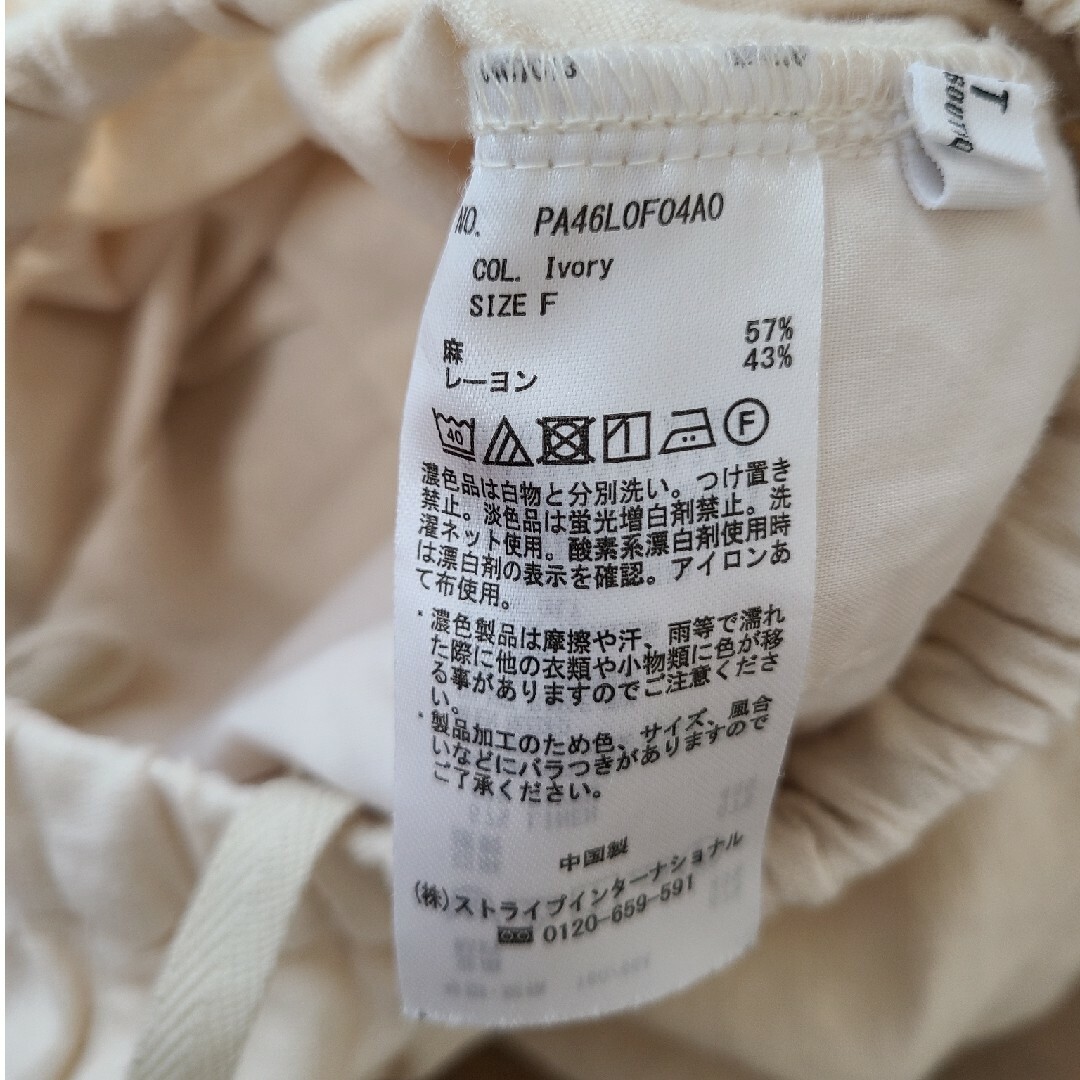 NO. PA46L0F04A0
COL. Ivory
SIZE F
麻 57%
レーヨン 43%
40 F
濃色品は白物と分別洗い。つけ置き
禁止。淡色品は蛍光増白剤禁止。洗
濯ネット使用。酸素系漂白剤使用時
は漂白剤の表示を確認。アイロンあ
て布使用。
・濃色製品は摩擦や汗、雨等で濡れ
た際に他の衣類や小物類に色が移
る事がありますのでご注意くださ
い。
・製品加工のため色、サイズ、風合
いなどにバラつきがありますので
ご了承ください。
中国製
(株)ストライプインターナショナル
0120-659-591